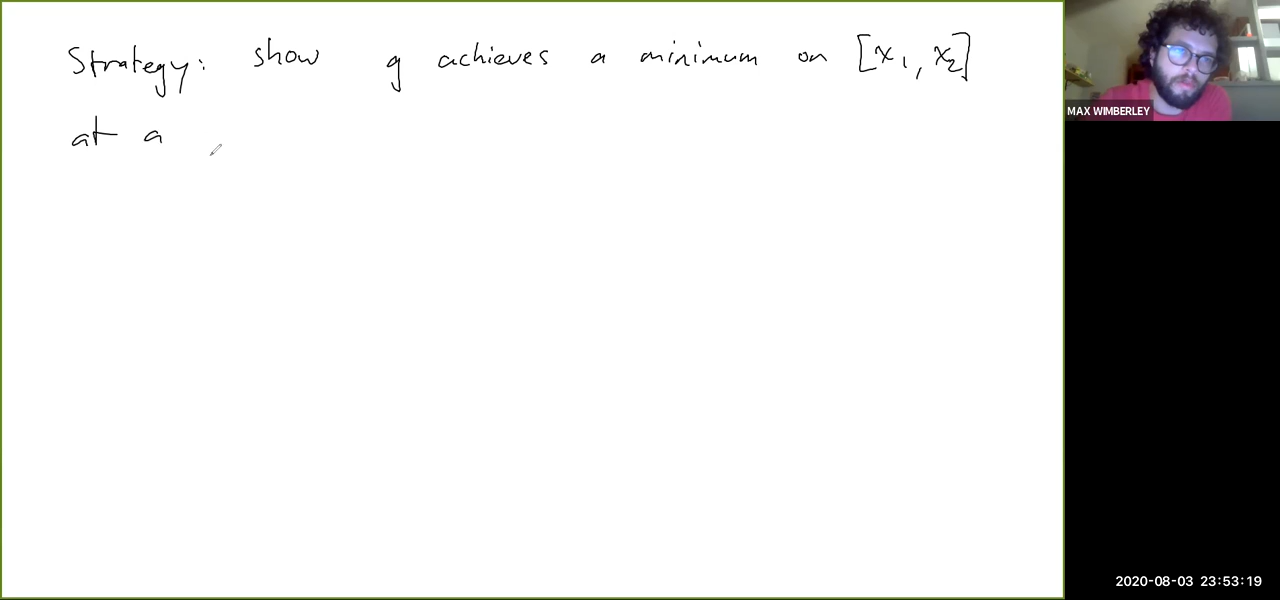 Strategy: show g achieves a minimum on [x₁, x₂]
at a
MAX WIMBERLEY
2020-08-03 23:53:19